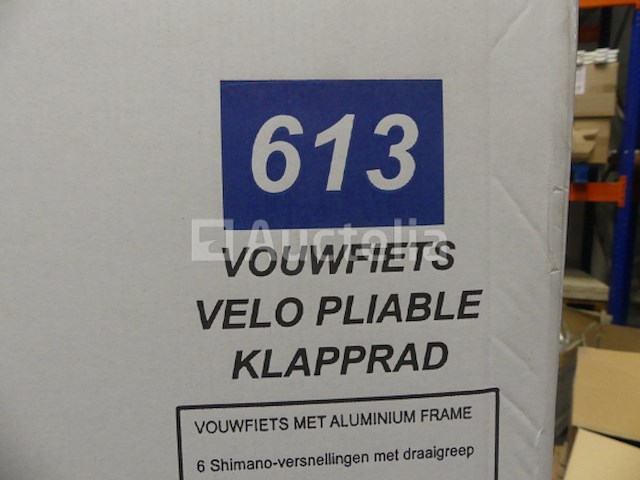 613
Auctelia
VOUWFIETS
VELO PLIABLE
KLAPPRAD
VOUWFIETS MET ALUMINIUM FRAME
6 Shimano-versnellingen met draaigreep